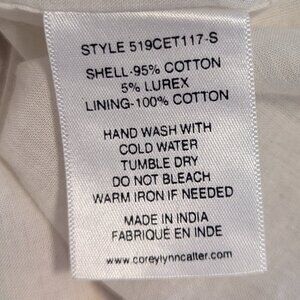 STYLE 519CET117-S
SHELL-95% COTTON
5% LUREX
LINING-100% COTTON
HAND WASH WITH
COLD WATER
TUMBLE DRY
DO NOT BLEACH
WARM IRON IF NEEDED
MADE IN INDIA
FABRIQUÉ EN INDE
www.coreylynncalter.com